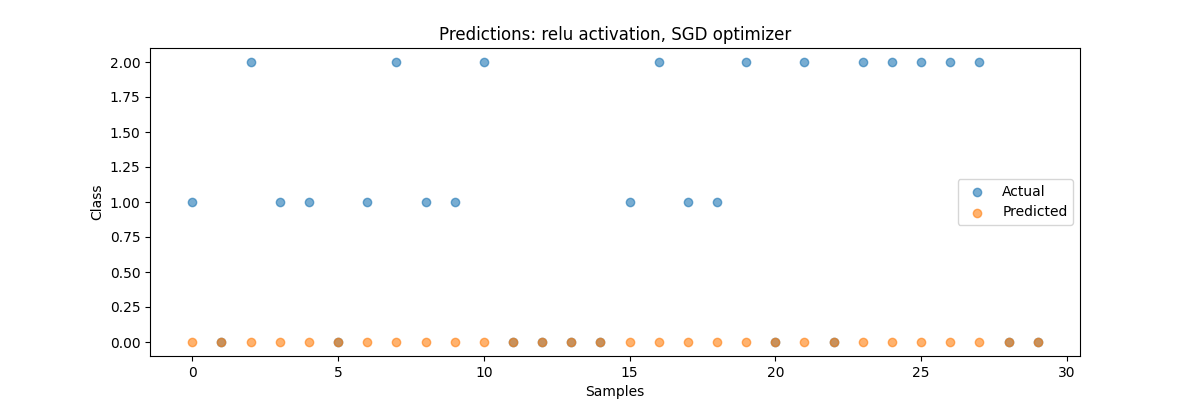 Predictions: relu activation, SGD optimizer
2.00
1.75
1.50
1.25
1.00
0.75
0.50
0.25
0.00
Class
Actual
Predicted
0 5 10 15 20 25 30
Samples